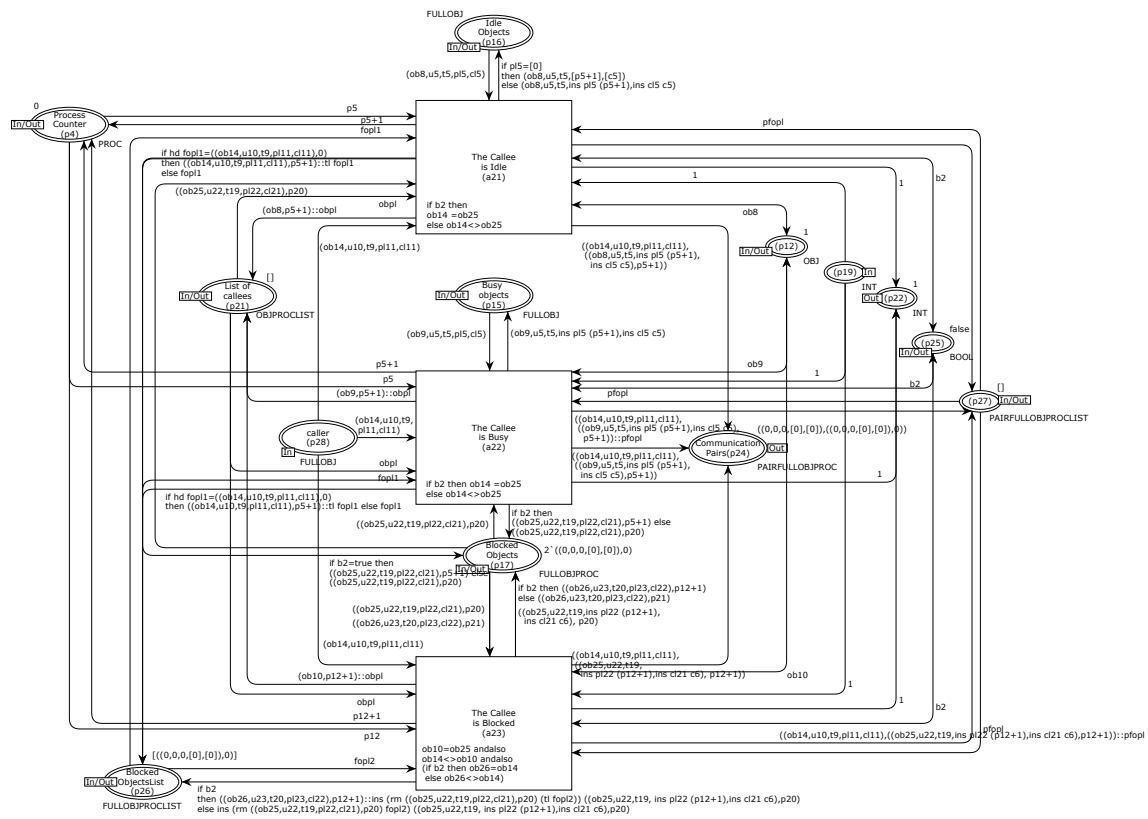 FULLOBJ
Idle
Objects
(p16)
In/Out
(ob8,u5,t5,pl5,cl5)
if pl5=[0]
then (ob8,u5,t5,[p5+1],[c5])
else (ob8,u5,t5,ins pl5 (p5+1),ins cl5 c5)
0
Process
Counter
(p4)
In/Out
PROC
p5
p5+1
fopl1
The Callee
is Idle
(a21)
if b2 then
ob14 =ob25
else ob14<>ob25
pfopl
if hd fopl1=((ob14,u10,t9,pl11,cl11),0)
then ((ob14,u10,t9,pl11,cl11),p5+1)::tl fopl1
else fopl1
((ob25,u22,t19,pl22,cl21),p20)
obpl
(ob8,p5+1)::obpl
(ob14,u10,t9,pl11,cl11)
1
1
b2
ob8
((ob14,u10,t9,pl11,cl11),
((ob8,u5,t5,ins pl5 (p5+1),
ins cl5 c5),p5+1))
1
(p12)
In/Out
OBJ
(p19)
In
INT
1
(p22)
Out
INT
false
(p25)
In/Out
BOOL
[]
(p27)
In/Out
PAIRFULLOBJPROCLIST
[]
List of
callees
(p21)
In/Out
OBJPROCLIST
Busy
objects
(p15)
In/Out
FULLOBJ
(ob9,u5,t5,pl5,cl5)
(ob9,u5,t5,ins pl5 (p5+1),ins cl5 c5)
p5+1
p5
(ob9,p5+1)::obpl
ob9
1
b2
pfopl
The Callee
is Busy
(a22)
if b2 then ob14 =ob25
else ob14<>ob25
caller
(p28)
In
FULLOBJ
(ob14,u10,t9,
pl11,cl11)
((ob14,u10,t9,pl11,cl11),
((ob9,u5,t5,ins pl5 (p5+1),ins cl5 c5),
p5+1))::pfopl
((0,0,0,[0],[0]),((0,0,0,[0],[0]),0))
Communication
Pairs(p24)
Out
PAIRFULLOBJPROC
((ob14,u10,t9,pl11,cl11),
((ob9,u5,t5,ins pl5 (p5+1),
ins cl5 c5),p5+1))
1
obpl
fopl1
if hd fopl1=((ob14,u10,t9,pl11,cl11),0)
then ((ob14,u10,t9,pl11,cl11),p5+1)::tl fopl1 else fopl1
((ob25,u22,t19,pl22,cl21),p20)
if b2 then
((ob25,u22,t19,pl22,cl21),p5+1) else
((ob25,u22,t19,pl22,cl21),p20)
Blocked
Objects
(p17)
In/Out
2`((0,0,0,[0],[0]),0)
FULLOBJPROC
if b2=true then
((ob25,u22,t19,pl22,cl21),p5+1) else
((ob25,u22,t19,pl22,cl21),p20)
((ob25,u22,t19,pl22,cl21),p20)
((ob26,u23,t20,pl23,cl22),p21)
if b2 then ((ob26,u23,t20,pl23,cl22),p12+1)
else ((ob26,u23,t20,pl23,cl22),p21)
((ob25,u22,t19,ins pl22 (p12+1),
ins cl21 c6), p20)
(ob14,u10,t9,pl11,cl11)
((ob14,u10,t9,pl11,cl11),
((ob25,u22,t19,
ins pl22 (p12+1),ins cl21 c6), p12+1))
ob10
(ob10,p12+1)::obpl
obpl
1
1
b2
The Callee
is Blocked
(a23)
ob10=ob25 andalso
ob14<>ob10 andalso
(if b2 then ob26=ob14
else ob26<>ob14)
p12+1
p12
pfopl
((ob14,u10,t9,pl11,cl11),((ob25,u22,t19,ins pl22 (p12+1),ins cl21 c6),p12+1))::pfopl
[((0,0,0,[0],[0]),0)]
Blocked
ObjectsList
(p26)
In/Out
FULLOBJPROCLIST
fopl2
if b2
then ((ob26,u23,t20,pl23,cl22),p12+1)::ins (rm ((ob25,u22,t19,pl22,cl21),p20) (tl fopl2)) ((ob25,u22,t19, ins pl22 (p12+1),ins cl21 c6),p20)
else ins (rm ((ob25,u22,t19,pl22,cl21),p20) fopl2) ((ob25,u22,t19, ins pl22 (p12+1),ins cl21 c6),p20)